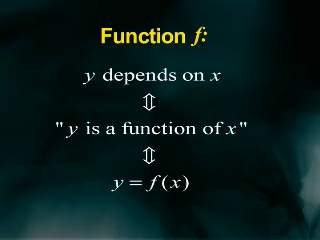 Function f:
y depends on x
⇕
"y is a function of x"
⇕
y = f(x)